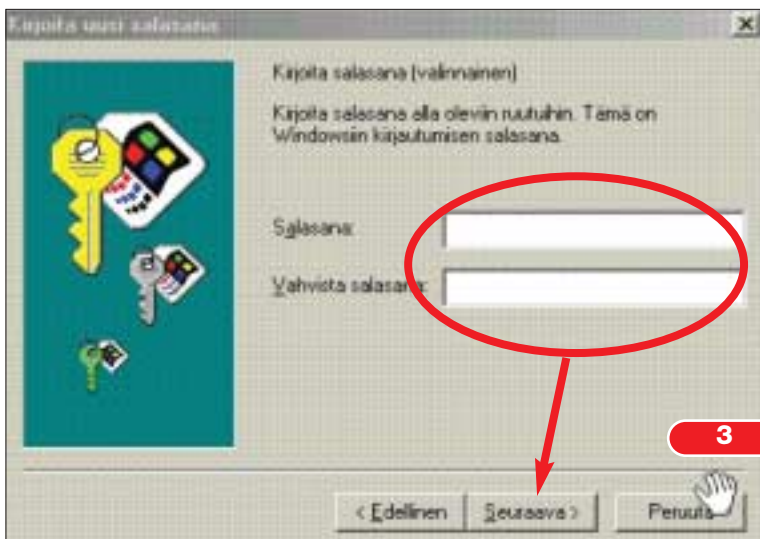 Kirjoita uusi salasana
Kirjoita salasana (valinnainen)
Kirjoita salasana alla oleviin ruutuihin. Tämä on
Windowsiin kirjautumisen salasana.
Salasana:
Vahvista salasana:
3
< Edellinen
Seuraava >
Peruuta